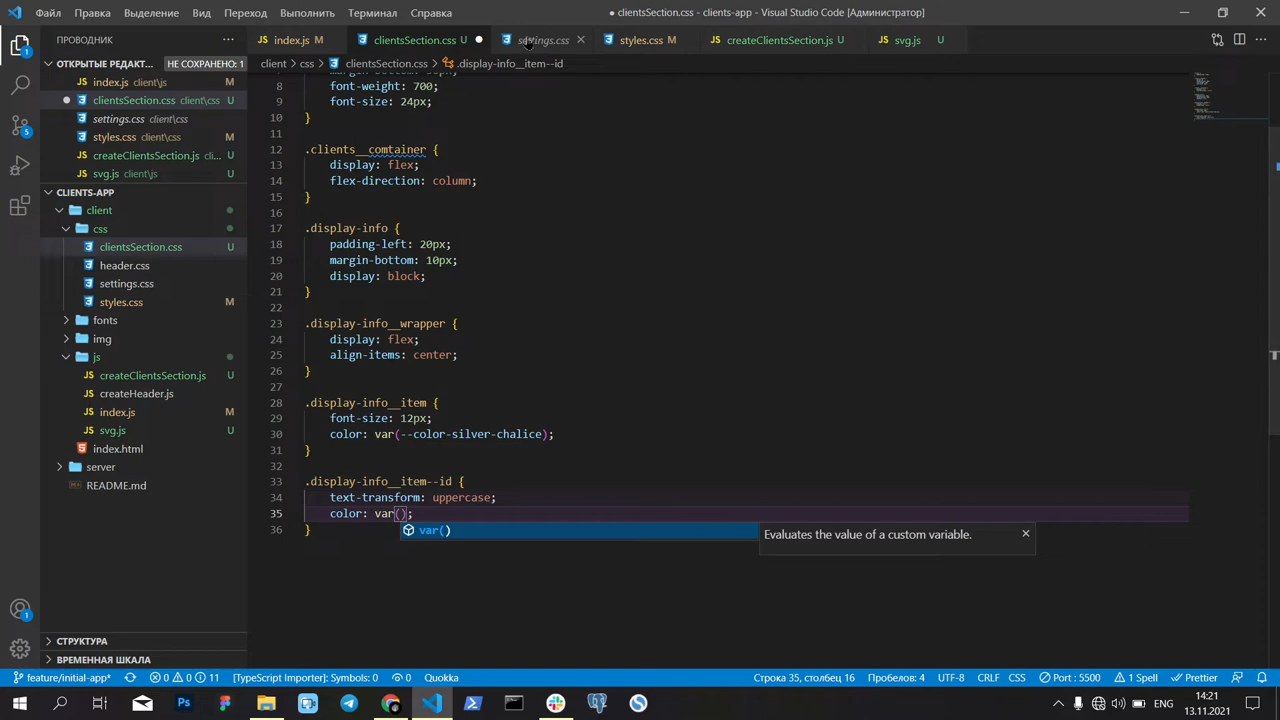 Файл Правка Выделение Вид Переход Выполнить Терминал Справка ● clientsSection.css - clients-app - Visual Studio Code [Администратор]
ПРОВОДНИК ··· index.js M clientsSection.css U settings.css styles.css M createClientsSection.js U svg.js U
ОТКРЫТЫЕ РЕДАКТ... НЕ СОХРАНЕНО: 1 client > css > clientsSection.css > .display-info__item--id
index.js client\js M
clientsSection.css client\css U
settings.css client\css
styles.css client\css M
createClientsSection.js cli... U
svg.js client\js U
CLIENTS-APP
client
css
clientsSection.css U
header.css
settings.css
styles.css M
fonts
img
js
createClientsSection.js U
createHeader.js
index.js M
svg.js U
index.html
server
README.md
СТРУКТУРА
ВРЕМЕННАЯ ШКАЛА
8 font-weight: 700;
9 font-size: 24px;
10 }
11
12 .clients__comtainer {
13 display: flex;
14 flex-direction: column;
15 }
16
17 .display-info {
18 padding-left: 20px;
19 margin-bottom: 10px;
20 display: block;
21 }
22
23 .display-info__wrapper {
24 display: flex;
25 align-items: center;
26 }
27
28 .display-info__item {
29 font-size: 12px;
30 color: var(--color-silver-chalice);
31 }
32
33 .display-info__item--id {
34 text-transform: uppercase;
35 color: var();
36 }
var() Evaluates the value of a custom variable.
5
1
feature/initial-app* 0 0 11 [TypeScript Importer]: Symbols: 0 0 Quokka Строка 35, столбец 16 Пробелов: 4 UTF-8 CRLF CSS Port : 5500 1 Spell Prettier
ENG 14:21
13.11.2021